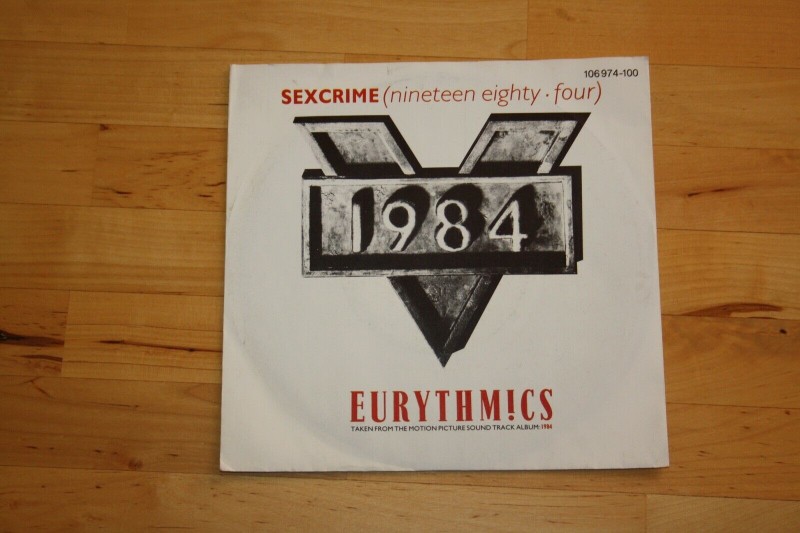 106 974-100
SEXCRIME (nineteen eighty · four)
1984
EURYTHM!CS
TAKEN FROM THE MOTION PICTURE SOUND TRACK ALBUM: 1984